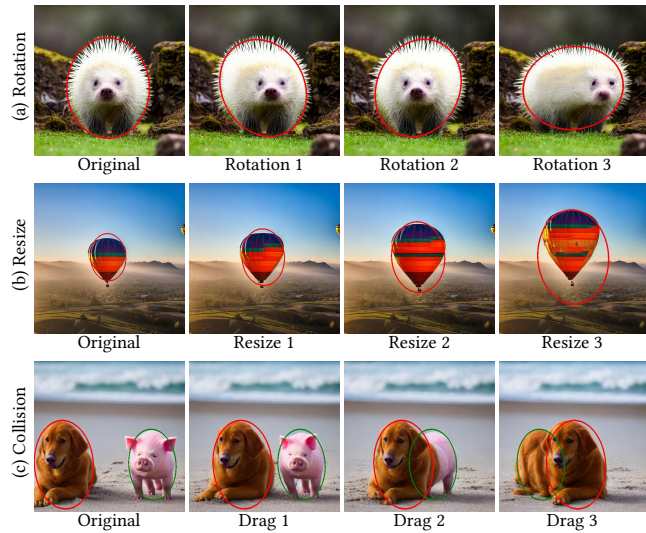 (a) Rotation
Original
Rotation 1
Rotation 2
Rotation 3
(b) Resize
Original
Resize 1
Resize 2
Resize 3
(c) Collision
Original
Drag 1
Drag 2
Drag 3